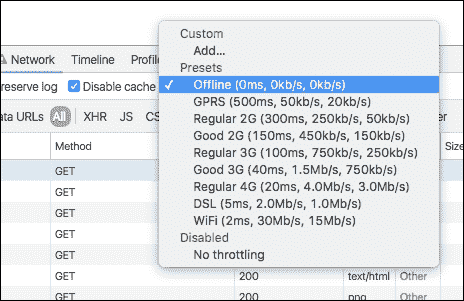 Custom
Add...
Presets
✓ Offline (0ms, 0kb/s, 0kb/s)
GPRS (500ms, 50kb/s, 20kb/s)
Regular 2G (300ms, 250kb/s, 50kb/s)
Good 2G (150ms, 450kb/s, 150kb/s)
Regular 3G (100ms, 750kb/s, 250kb/s)
Good 3G (40ms, 1.5Mb/s, 750kb/s)
Regular 4G (20ms, 4.0Mb/s, 3.0Mb/s)
DSL (5ms, 2.0Mb/s, 1.0Mb/s)
WiFi (2ms, 30Mb/s, 15Mb/s)
Disabled
No throttling
Network Timeline Profile
reserve log Disable cache
ata URLs All XHR JS CS er
Method Size
GET
GET
GET
GET
GET
GET 200 text/html Other
GET 200 png Other